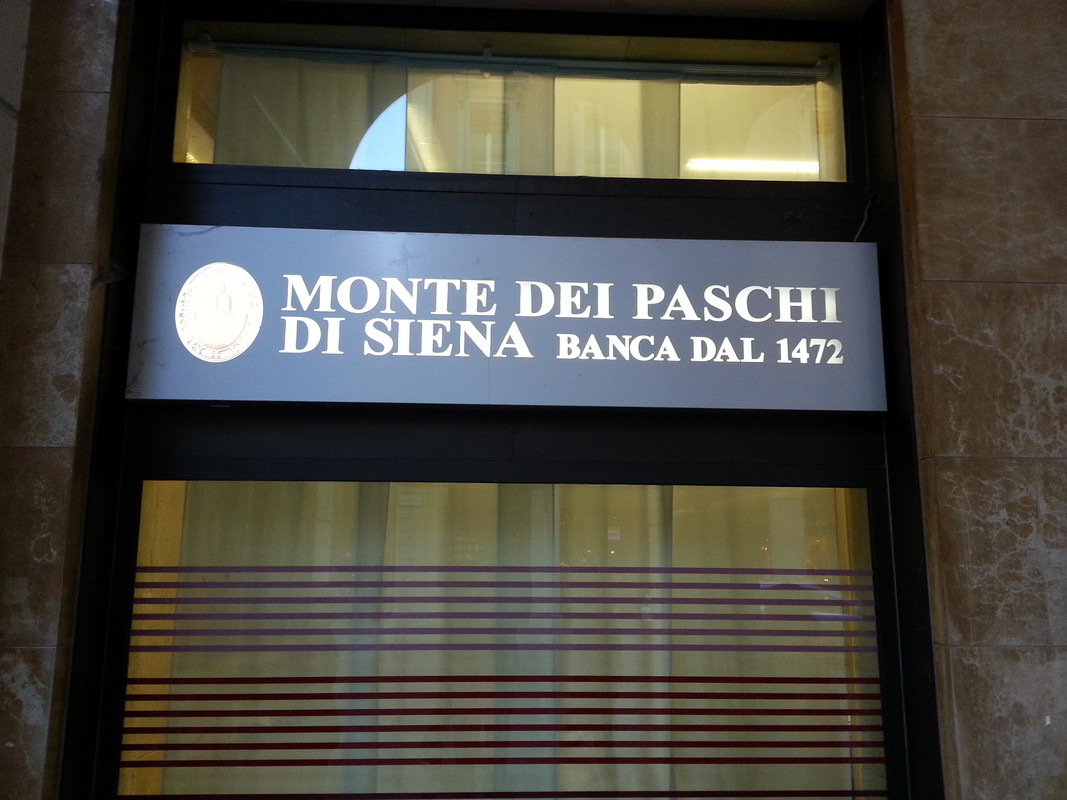 MONTE DEI PASCHI
DI SIENA BANCA DAL 1472